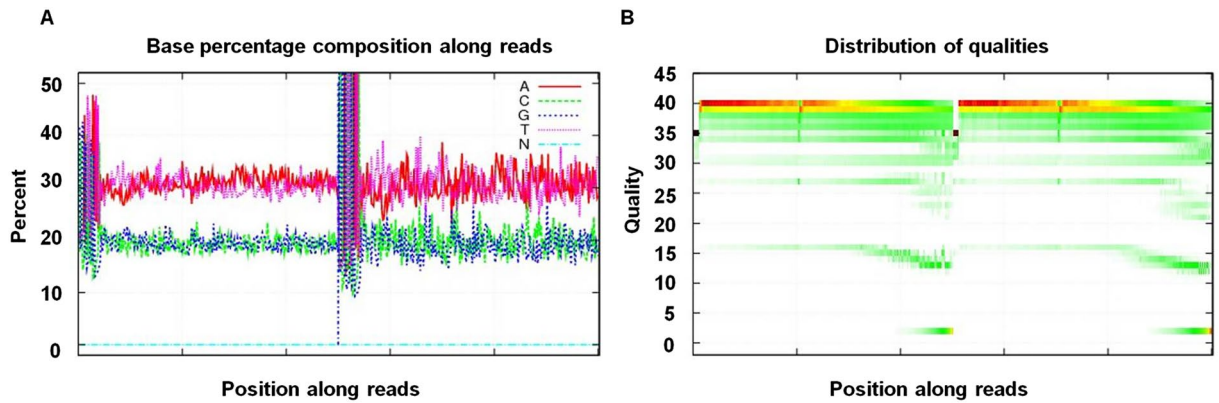 A
Base percentage composition along reads
50
40
30
20
10
0
Percent
A
C
G
T
N
Position along reads
B
Distribution of qualities
45
40
35
30
25
20
15
10
5
0
Quality
Position along reads